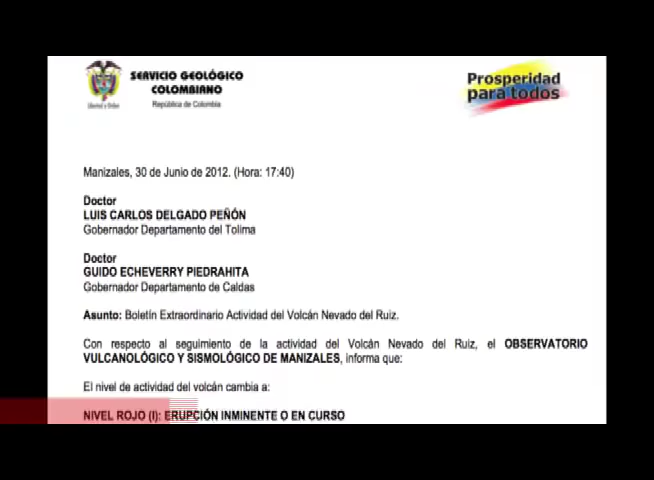 SERVICIO GEOLÓGICO
COLOMBIANO
República de Colombia
Libertad y Orden
Prosperidad
para todos
Manizales, 30 de Junio de 2012. (Hora: 17:40)
Doctor
LUIS CARLOS DELGADO PEÑÓN
Gobernador Departamento del Tolima
Doctor
GUIDO ECHEVERRY PIEDRAHITA
Gobernador Departamento de Caldas
Asunto: Boletín Extraordinario Actividad del Volcán Nevado del Ruiz.
Con respecto al seguimiento de la actividad del Volcán Nevado del Ruiz, el OBSERVATORIO
VULCANOLÓGICO Y SISMOLÓGICO DE MANIZALES, informa que:
El nivel de actividad del volcán cambia a:
NIVEL ROJO (I): ERUPCIÓN INMINENTE O EN CURSO